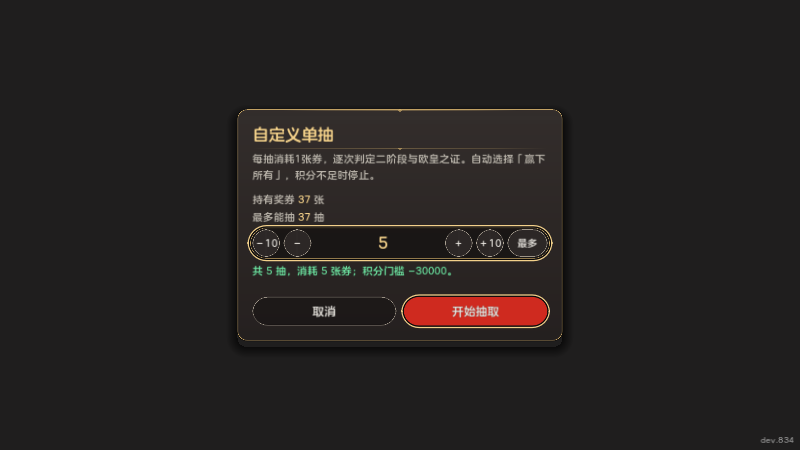 自定义单抽
每抽消耗1张券，逐次判定二阶段与欧皇之证。自动选择「赢下
所有」，积分不足时停止。
持有奖券 37 张
最多能抽 37 抽
−10 − 5 + +10 最多
共 5 抽，消耗 5 张券；积分门槛 −30000。
取消 开始抽取
dev.834